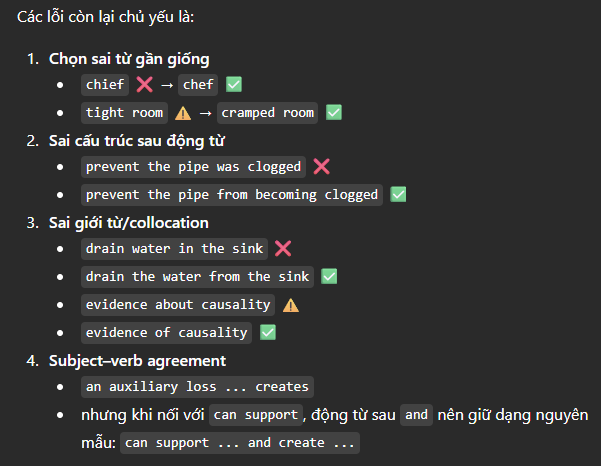 Các lỗi còn lại chủ yếu là:
1. Chọn sai từ gần giống
• chief ❌ → chef ✅
• tight room ⚠️ → cramped room ✅
2. Sai cấu trúc sau động từ
• prevent the pipe was clogged ❌
• prevent the pipe from becoming clogged ✅
3. Sai giới từ/collocation
• drain water in the sink ❌
• drain the water from the sink ✅
• evidence about causality ⚠️
• evidence of causality ✅
4. Subject–verb agreement
• an auxiliary loss ... creates
• nhưng khi nối với can support, động từ sau and nên giữ dạng nguyên
mẫu: can support ... and create ...